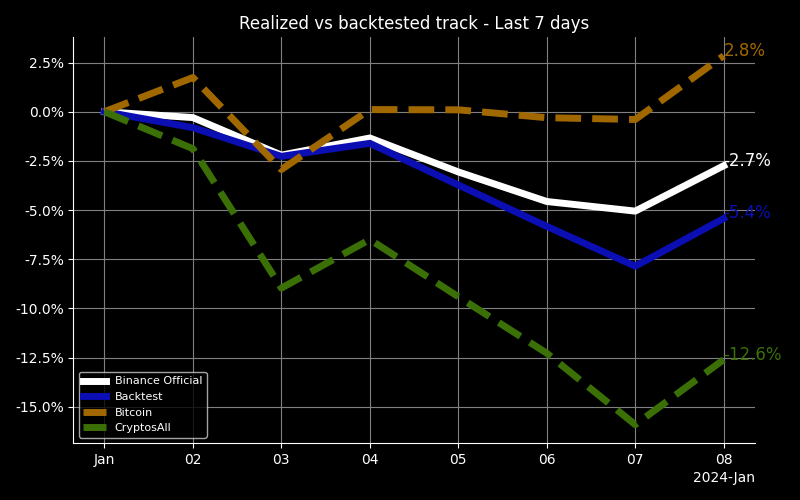 Realized vs backtested track - Last 7 days
2.5%
0.0%
-2.5%
-5.0%
-7.5%
-10.0%
-12.5%
-15.0%
2.8%
-2.7%
-5.4%
-12.6%
Binance Official
Backtest
Bitcoin
CryptosAll
Jan 02 03 04 05 06 07 08
2024-Jan